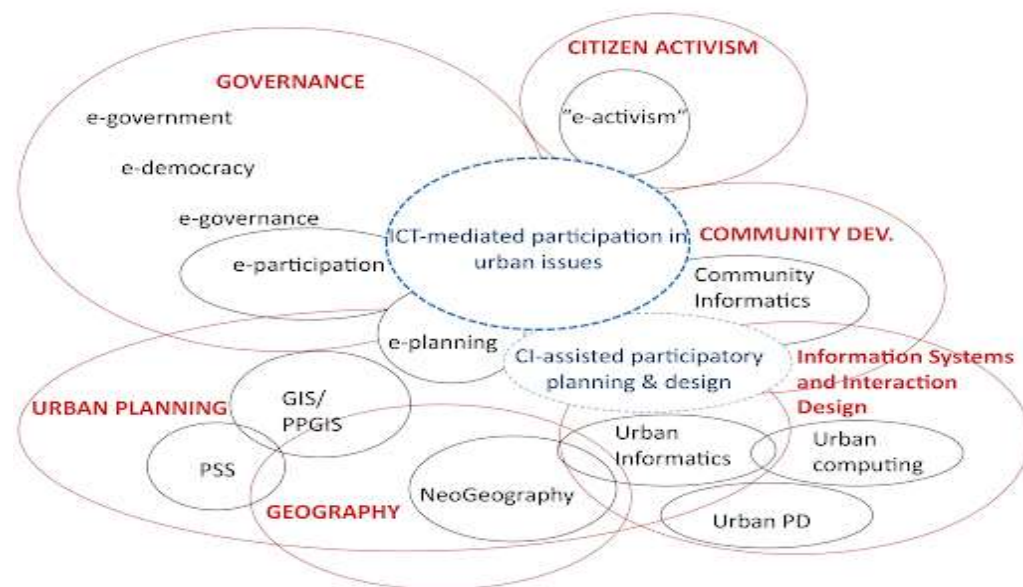 CITIZEN ACTIVISM
GOVERNANCE
e-government
"e-activism"
e-democracy
e-governance
ICT-mediated participation in
urban issues
COMMUNITY DEV.
e-participation
Community
Informatics
e-planning
CI-assisted participatory
planning & design
Information Systems
and Interaction
Design
URBAN PLANNING
GIS/
PPGIS
PSS
Urban
Informatics
Urban
computing
NeoGeography
GEOGRAPHY
Urban PD